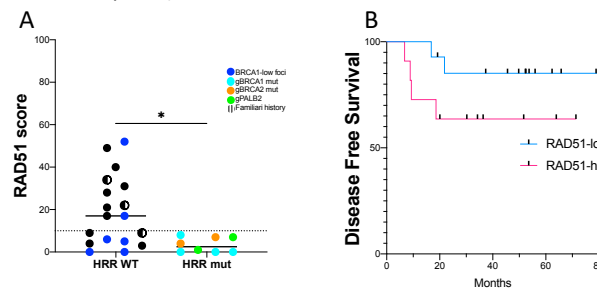 A
RAD51 score
100
80
60
40
20
0
*
BRCA1-low foci
gBRCA1 mut
gBRCA2 mut
gPALB2
Familiari history
HRR WT
HRR mut
B
Disease Free Survival
100
50
0
0
20
40
60
Months